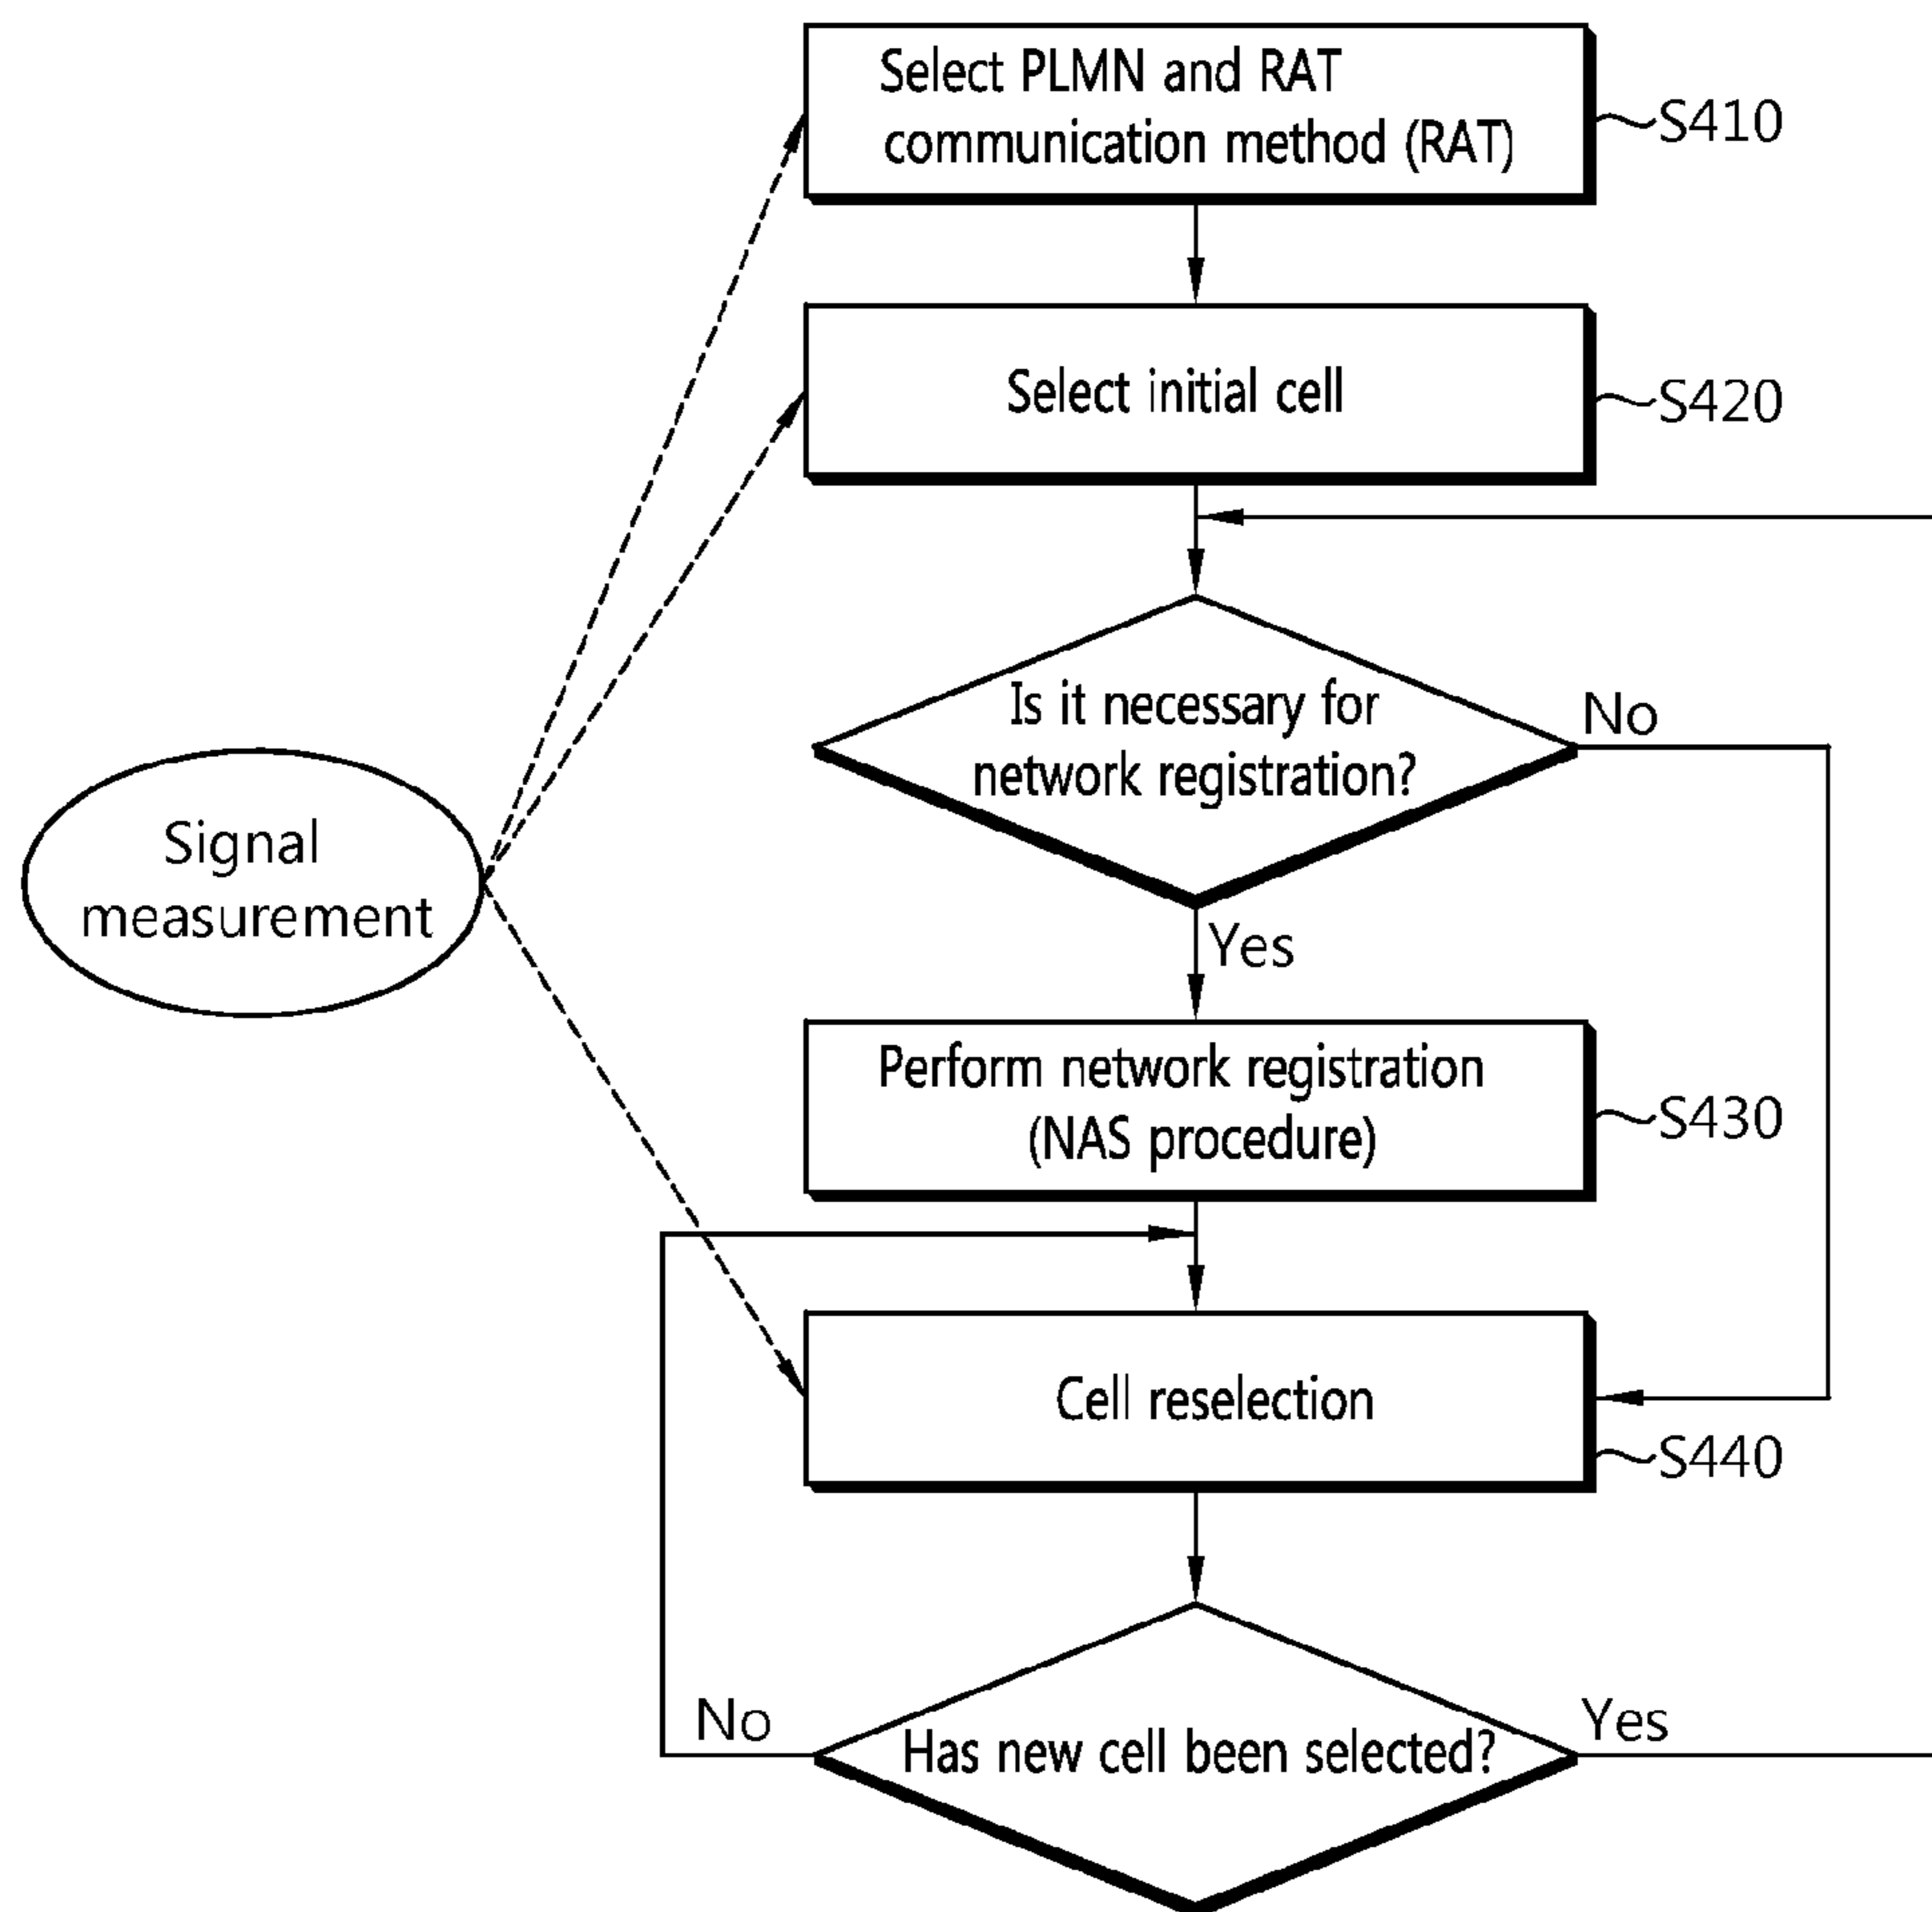 Select PLMN and RAT
communication method (RAT)
S410
Select initial cell
S420
Is it necessary for
network registration?
No
Signal
measurement
Yes
Perform network registration
(NAS procedure)
S430
Cell reselection
S440
No
Has new cell been selected?
Yes